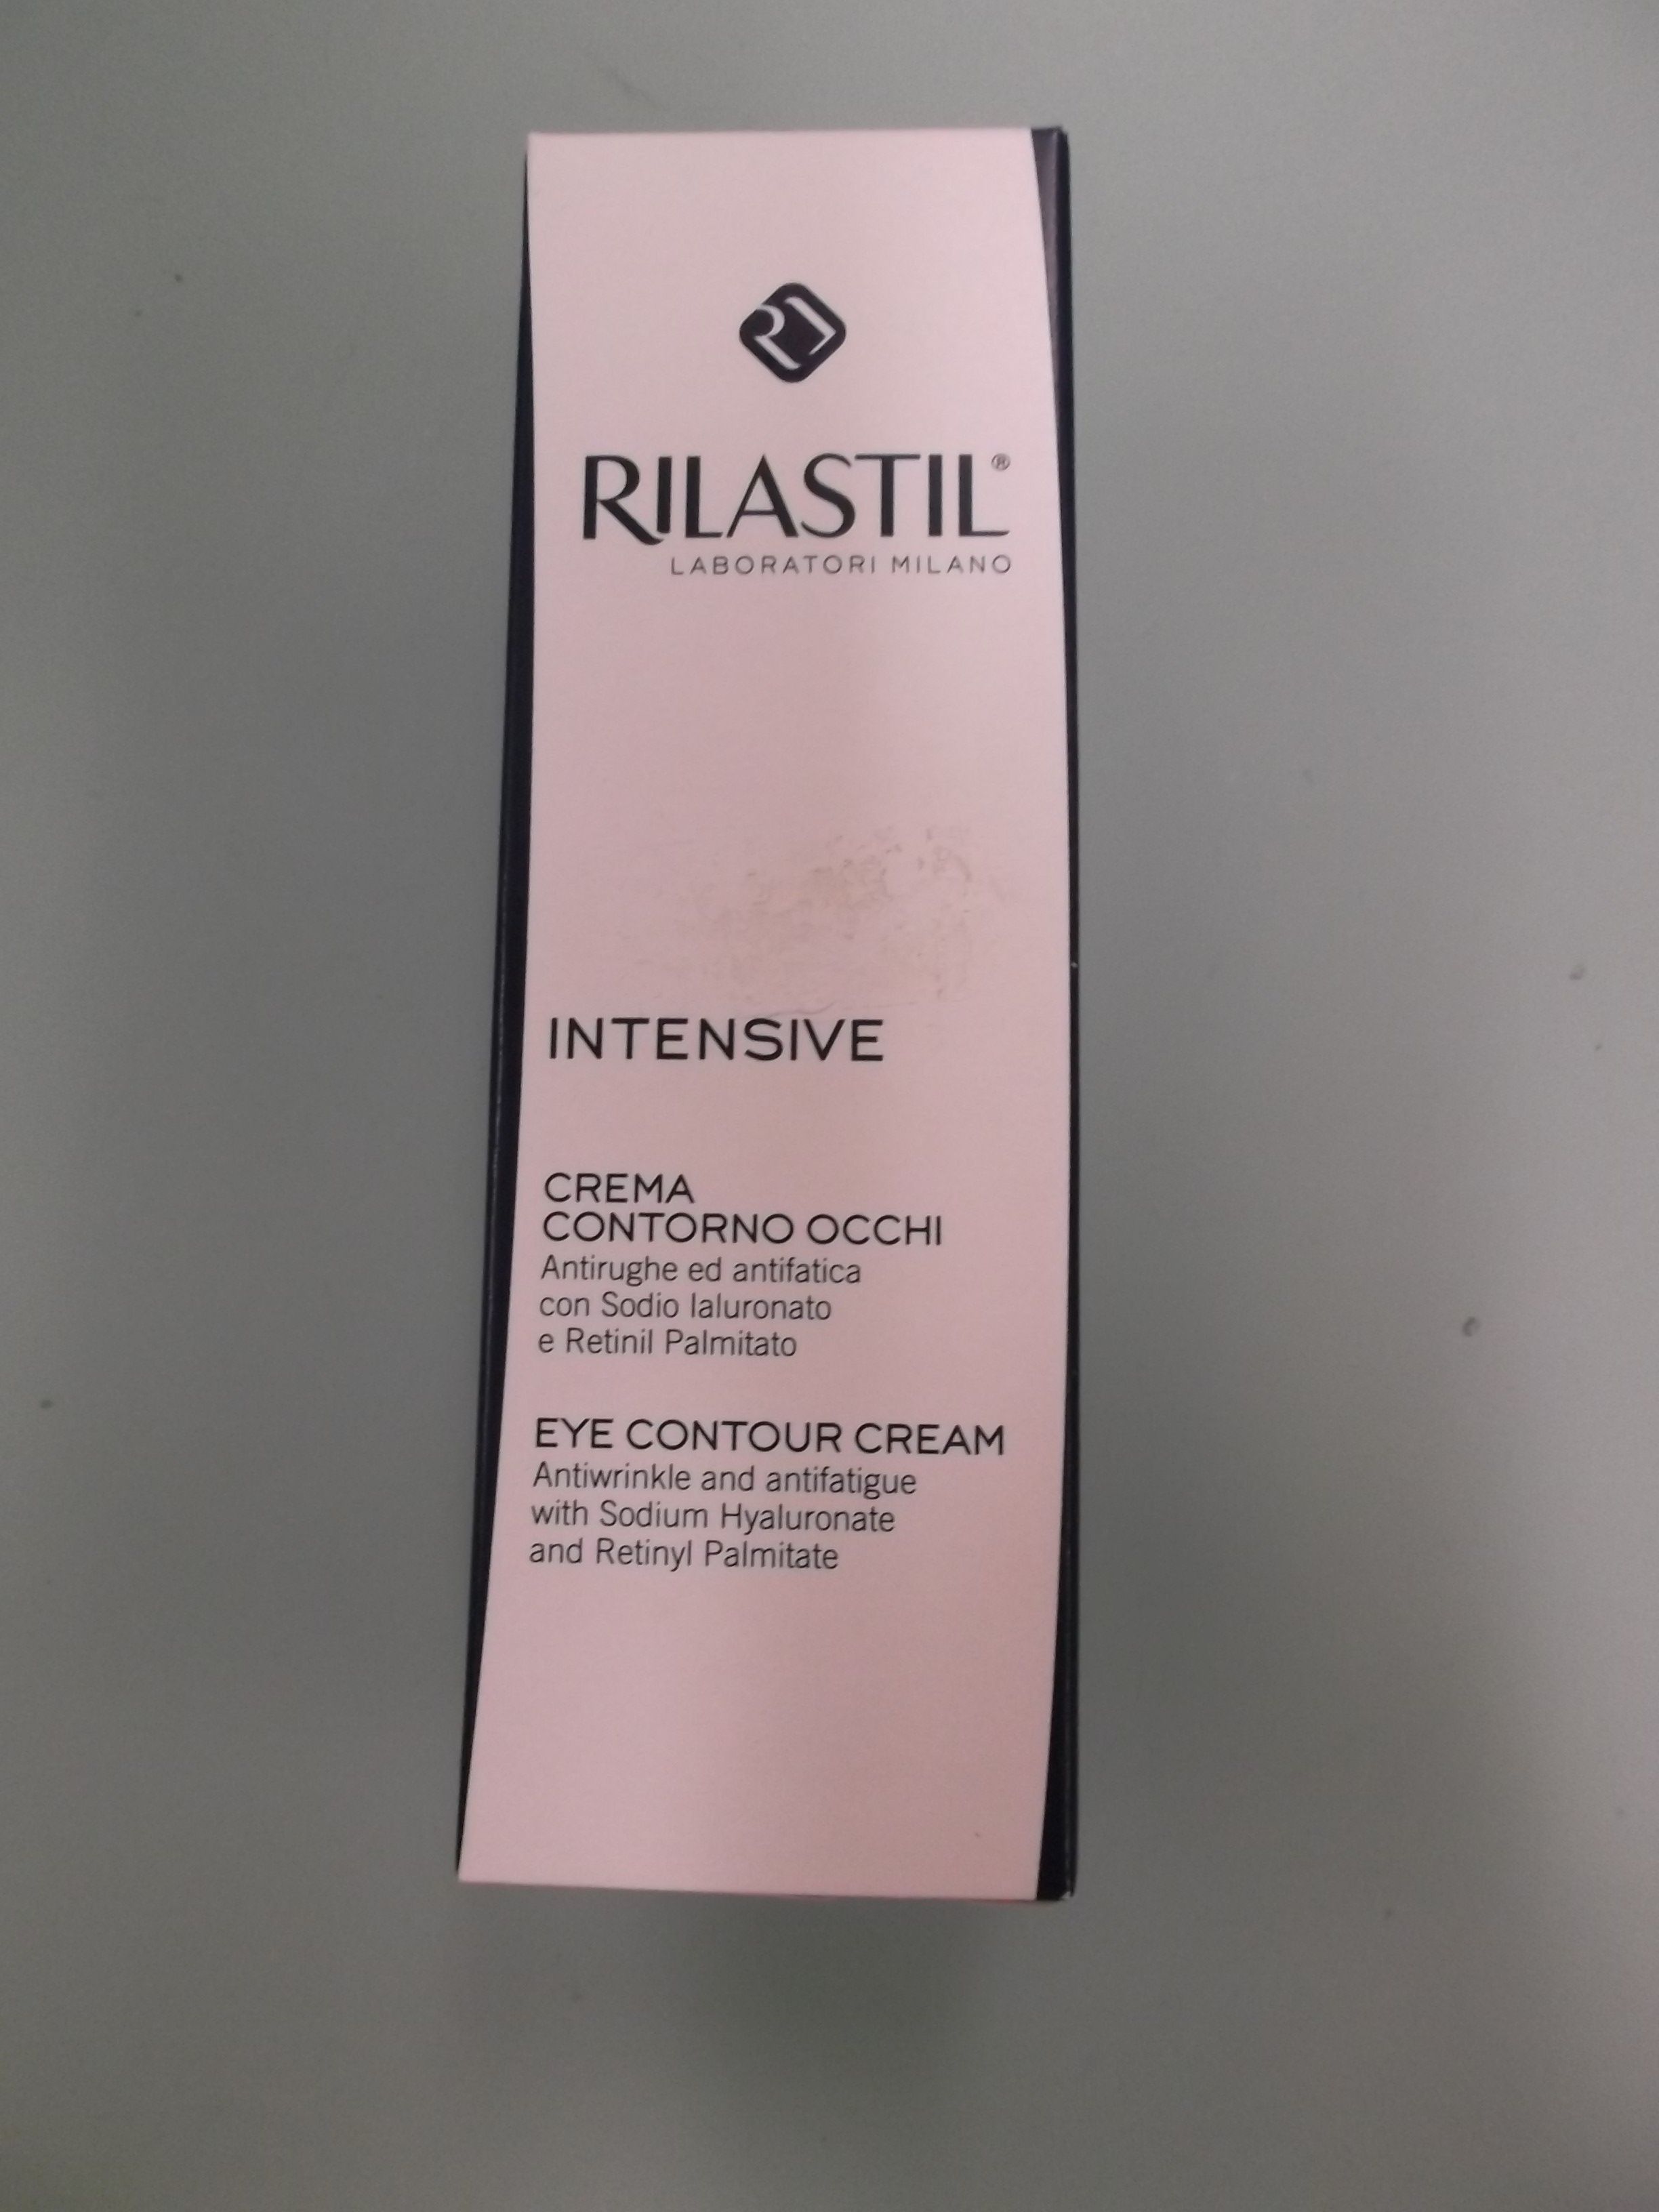 RILASTIL®
LABORATORI MILANO
INTENSIVE
CREMA
CONTORNO OCCHI
Antirughe ed antifatica
con Sodio Ialuronato
e Retinil Palmitato
EYE CONTOUR CREAM
Antiwrinkle and antifatigue
with Sodium Hyaluronate
and Retinyl Palmitate